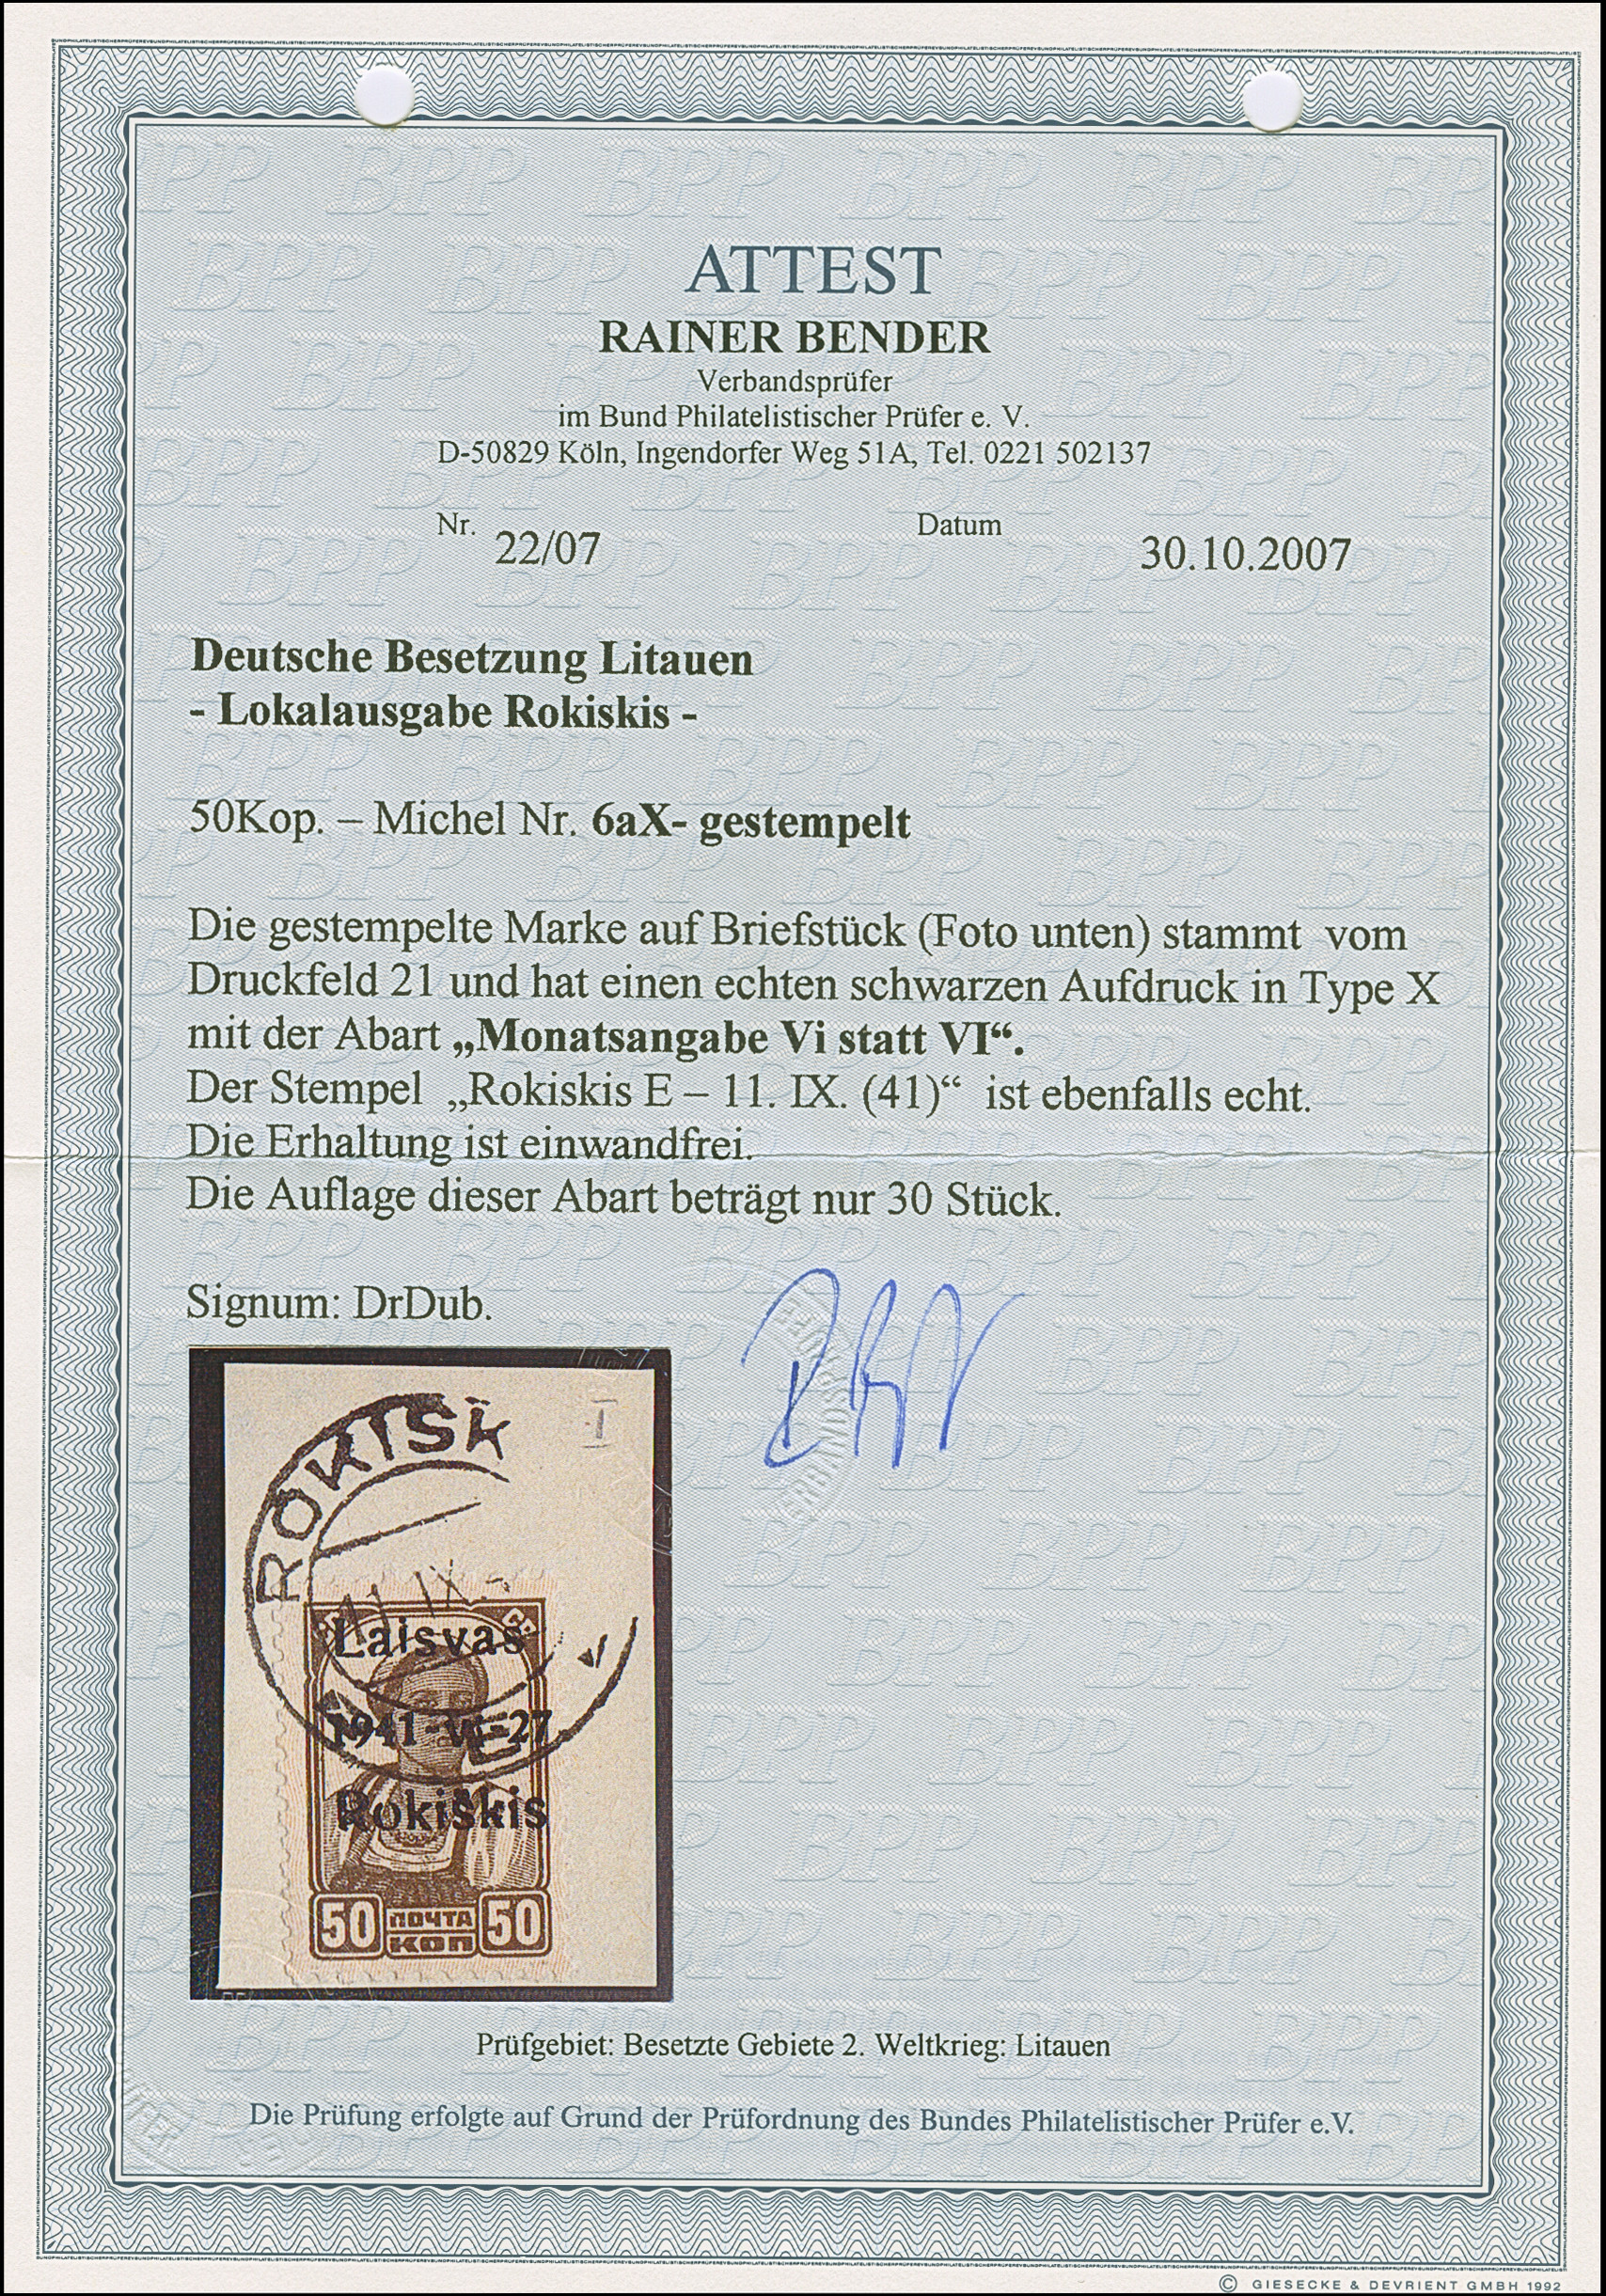 ATTEST
RAINER BENDER
Verbandsprüfer
im Bund Philatelistischer Prüfer e. V.
D-50829 Köln, Ingendorfer Weg 51A, Tel. 0221 502137
Nr. 22/07 Datum 30.10.2007
Deutsche Besetzung Litauen
- Lokalausgabe Rokiskis -
50Kop. – Michel Nr. 6aX- gestempelt
Die gestempelte Marke auf Briefstück (Foto unten) stammt vom
Druckfeld 21 und hat einen echten schwarzen Aufdruck in Type X
mit der Abart „Monatsangabe Vi statt VI“.
Der Stempel „Rokiskis E – 11. IX. (41)“ ist ebenfalls echt.
Die Erhaltung ist einwandfrei.
Die Auflage dieser Abart beträgt nur 30 Stück.
Signum: DrDub.
I
ROKISK
11 IX -
Laisvas
1941-Vi-27
E
Rokiškis
50 ПОЧТА 50
КОП
Prüfgebiet: Besetzte Gebiete 2. Weltkrieg: Litauen
Die Prüfung erfolgte auf Grund der Prüfordnung des Bundes Philatelistischer Prüfer e.V.
© GIESECKE & DEVRIENT GMBH 1992